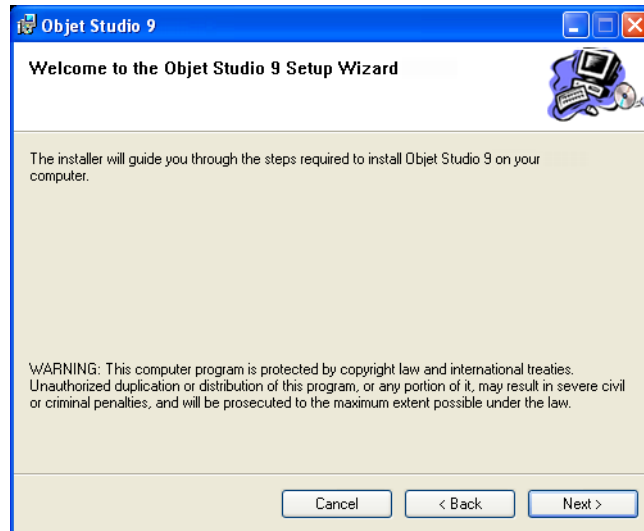 Objet Studio 9
Welcome to the Objet Studio 9 Setup Wizard
The installer will guide you through the steps required to install Objet Studio 9 on your
computer.
WARNING: This computer program is protected by copyright law and international treaties.
Unauthorized duplication or distribution of this program, or any portion of it, may result in severe civil
or criminal penalties, and will be prosecuted to the maximum extent possible under the law.
Cancel
< Back
Next >